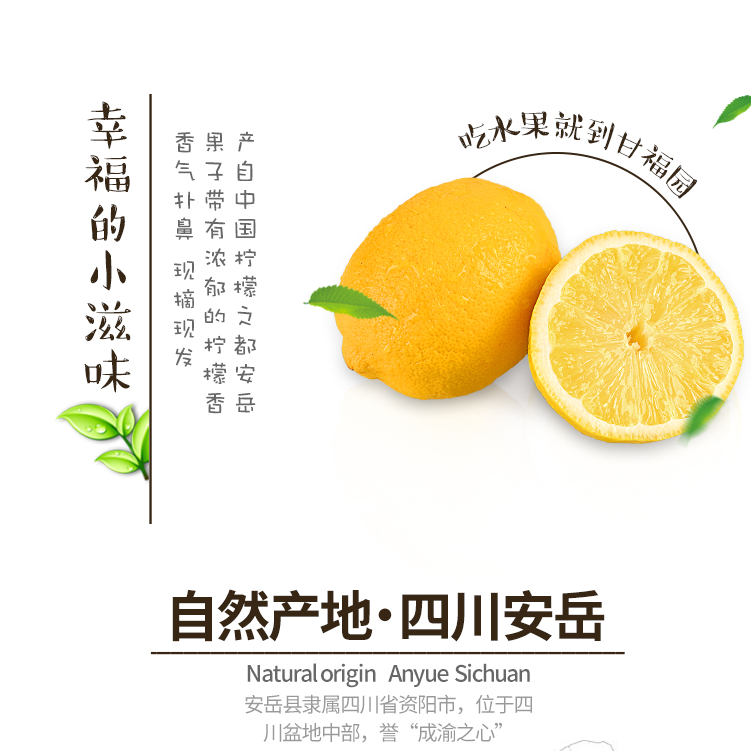 幸福的小滋味
产自中国柠檬之都安岳
果子带有浓郁的柠檬香
香气扑鼻 现摘现发
吃水果就到甘福园
自然产地·四川安岳
Natural origin Anyue Sichuan
安岳县隶属四川省资阳市，位于四
川盆地中部，誉“成渝之心”